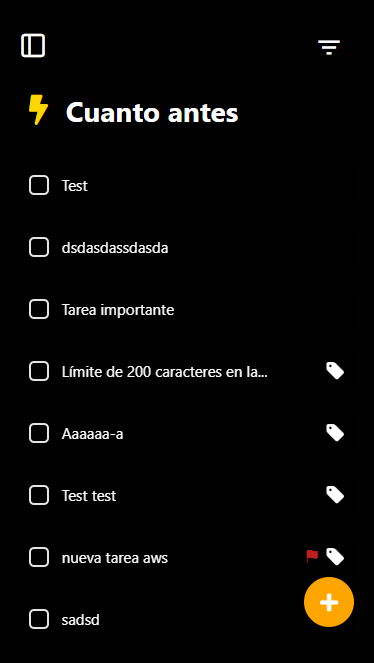 Cuanto antes
Test
dsdasdassdasda
Tarea importante
Límite de 200 caracteres en la...
Aaaaaa-a
Test test
nueva tarea aws
sadsd